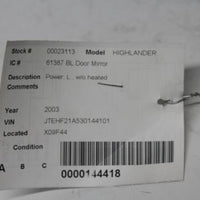 Stock # 00023113 Model HIGHLANDER
IC # 61387 BL Door Mirror
Description Power, L., w/o heated
Comments
Year 2003
VIN JTEHF21A530144101
Located X09F44
Condition
A B C 0000144418